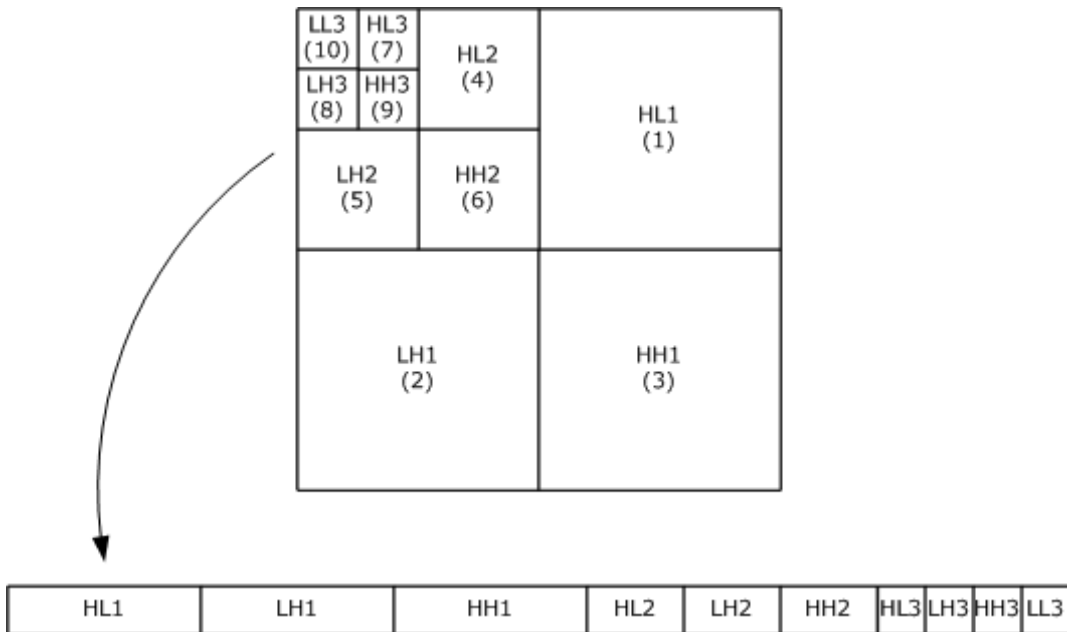 LL3
(10)
HL3
(7)
HL2
(4)
HL1
(1)
LH3
(8)
HH3
(9)
LH2
(5)
HH2
(6)
LH1
(2)
HH1
(3)
HL1 LH1 HH1 HL2 LH2 HH2 HL3 LH3 HH3 LL3